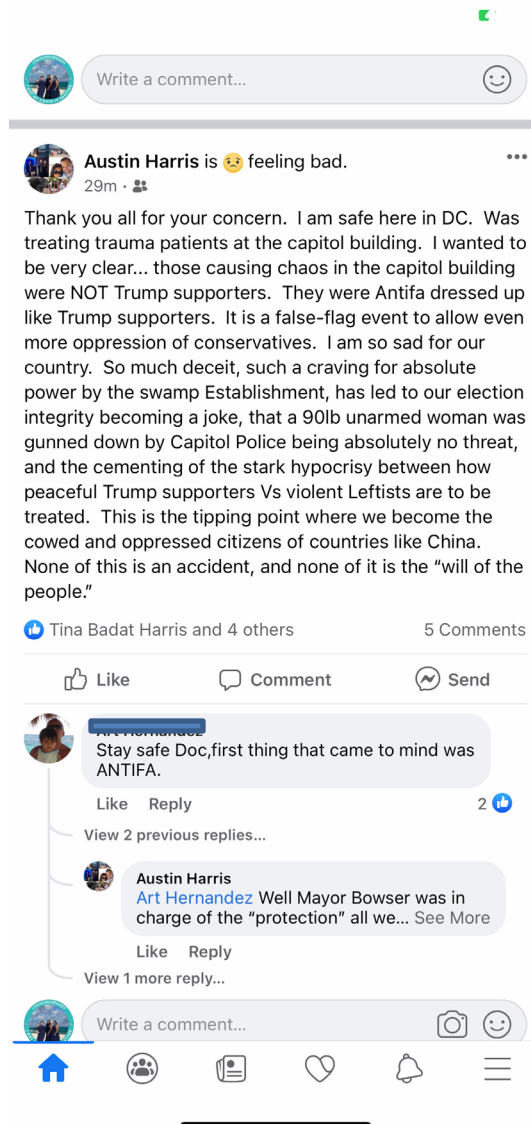 Write a comment...
Austin Harris is feeling bad.
29m
Thank you all for your concern.  I am safe here in DC.  Was
treating trauma patients at the capitol building.  I wanted to
be very clear... those causing chaos in the capitol building
were NOT Trump supporters.  They were Antifa dressed up
like Trump supporters.  It is a false-flag event to allow even
more oppression of conservatives.  I am so sad for our
country.  So much deceit, such a craving for absolute
power by the swamp Establishment, has led to our election
integrity becoming a joke, that a 90lb unarmed woman was
gunned down by Capitol Police being absolutely no threat,
and the cementing of the stark hypocrisy between how
peaceful Trump supporters Vs violent Leftists are to be
treated.  This is the tipping point where we become the
cowed and oppressed citizens of countries like China.
None of this is an accident, and none of it is the “will of the
people.”
Tina Badat Harris and 4 others 5 Comments
Like Comment Send
Stay safe Doc,first thing that came to mind was
ANTIFA.
Like Reply 2
View 2 previous replies...
Austin Harris
Art Hernandez Well Mayor Bowser was in
charge of the “protection” all we... See More
Like Reply
View 1 more reply...
Write a comment...